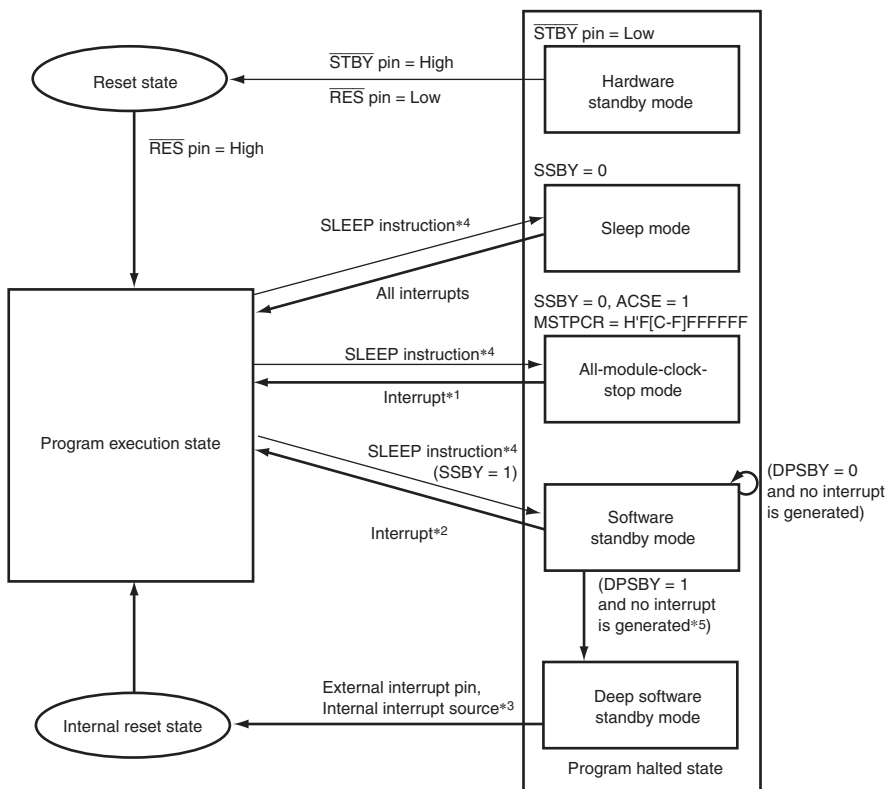 STBY pin = Low
Hardware
standby mode
STBY pin = High
RES pin = Low
Reset state
RES pin = High
SSBY = 0
Sleep mode
SLEEP instruction*4
All interrupts
SSBY = 0, ACSE = 1
MSTPCR = H'F[C-F]FFFFFF
All-module-clock-
stop mode
SLEEP instruction*4
Interrupt*1
Program execution state
SLEEP instruction*4
(SSBY = 1)
Interrupt*2
Software
standby mode
(DPSBY = 0
and no interrupt
is generated)
(DPSBY = 1
and no interrupt
is generated*5)
External interrupt pin,
Internal interrupt source*3
Deep software
standby mode
Internal reset state
Program halted state